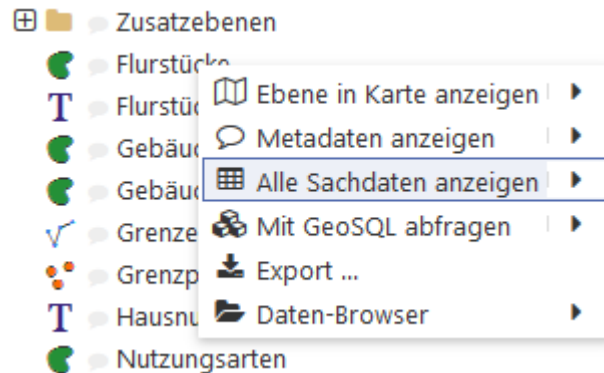 Zusatzebenen
Flurstücke
Ebene in Karte anzeigen
Metadaten anzeigen
Alle Sachdaten anzeigen
Mit GeoSQL abfragen
Export ...
Daten-Browser
Nutzungsarten